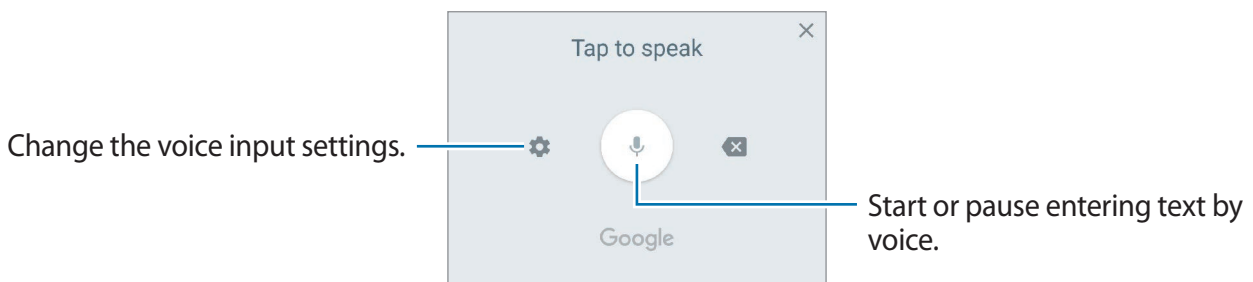 Tap to speak
Change the voice input settings.
Start or pause entering text by
voice.
Google